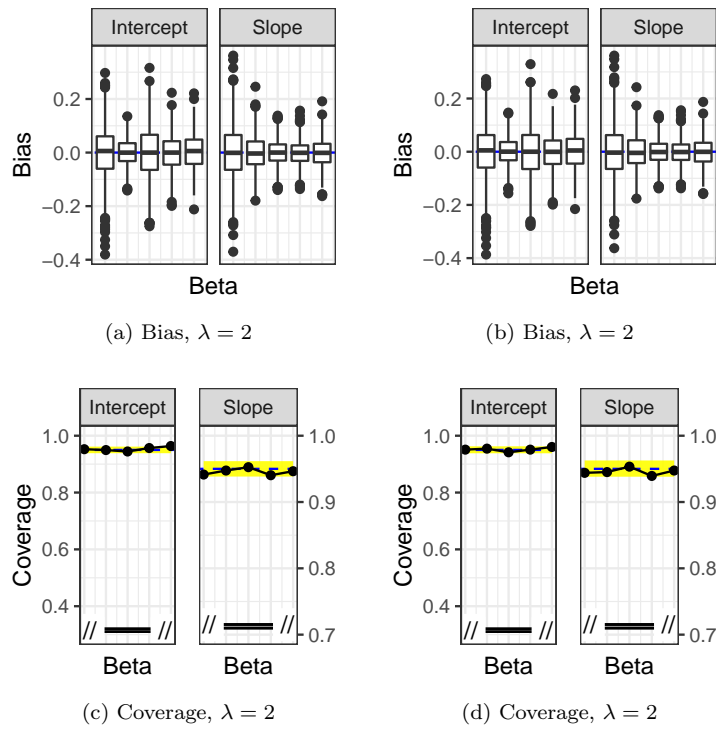 Intercept Slope
Bias
0.2
0.0
−0.2
−0.4
Beta
(a) Bias, λ = 2
Intercept Slope
Bias
0.2
0.0
−0.2
−0.4
Beta
(b) Bias, λ = 2
Intercept Slope
Coverage
1.0
0.8
0.6
0.4
// //
// //
1.0
0.9
0.8
0.7
Beta Beta
(c) Coverage, λ = 2
Intercept Slope
Coverage
1.0
0.8
0.6
0.4
// //
// //
1.0
0.9
0.8
0.7
Beta Beta
(d) Coverage, λ = 2